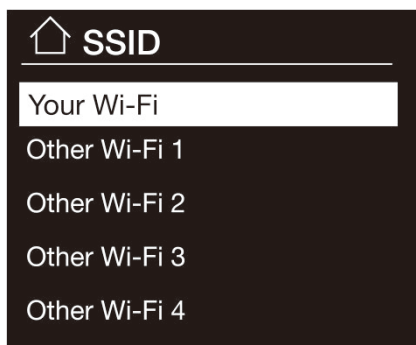 SSID
Your Wi-Fi
Other Wi-Fi 1
Other Wi-Fi 2
Other Wi-Fi 3
Other Wi-Fi 4